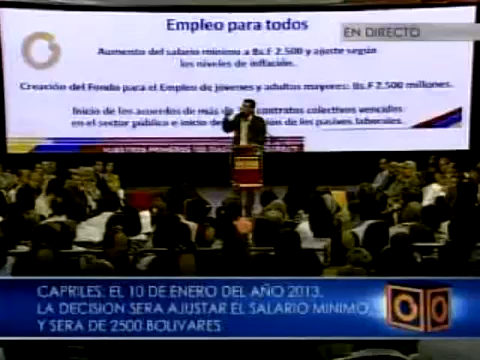 Empleo para todos
EN DIRECTO
Aumento del salario mínimo a Bs.F 2.500 y ajuste según
los niveles de inflación.
Creación del Fondo para el Empleo de jóvenes y adultos mayores: Bs.F 2.500 millones.
Inicio de los acuerdos de más de contratos colectivos vencidos
en el sector público e inicio de de los pasivos laborales.
CAPRILES: EL 10 DE ENERO DEL AÑO 2013,
LA DECISION SERA AJUSTAR EL SALARIO MINIMO,
Y SERA DE 2500 BOLIVARES